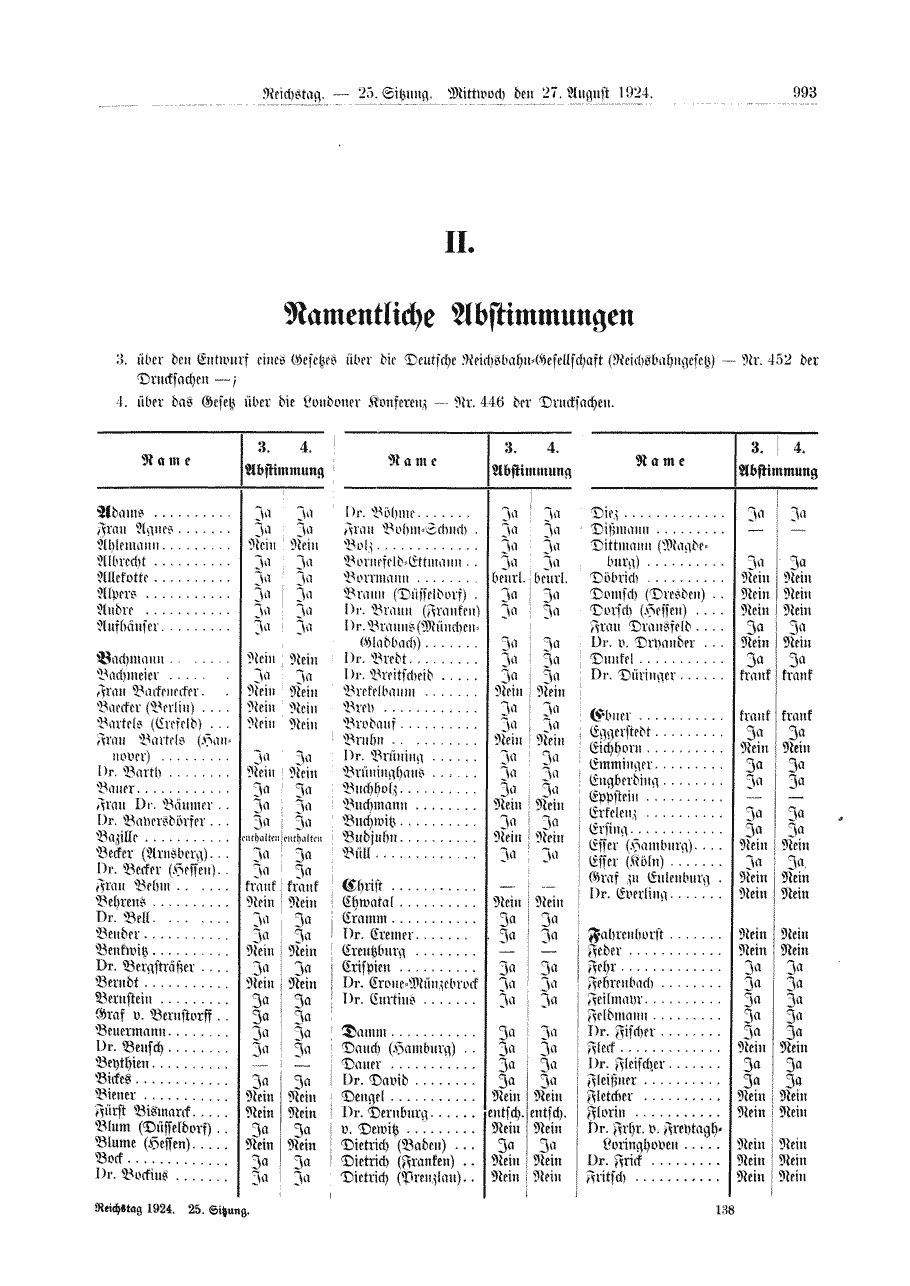 Reichstag. — 25. Sitzung. Mittwoch den 27. August 1924. 993
II.
Namentliche Abstimmungen
3. über den Entwurf eines Gesetzes über die Deutsche Reichsbahn-Gesellschaft (Reichsbahngesetz) — Nr. 452 der
Drucksachen —;
4. über das Gesetz über die Londoner Konferenz — Nr. 446 der Drucksachen.
Name 3. 4.
Abstimmung
Adams .......... Ja Ja
Frau Agnes....... Ja Ja
Ahlemann......... Nein Nein
Albrecht .......... Ja Ja
Allekotte .......... Ja Ja
Alpers ........... Ja Ja
Andre ........... Ja Ja
Aufhäuser......... Ja Ja
Bachmann .. ..... Nein Nein
Bachmeier ..... . Ja Ja
Frau Backenecker. . Nein Nein
Baecker (Berlin) .... Nein Nein
Bartels (Crefeld) ... Nein Nein
Frau Bartels (Han-
nover) ......... Ja Ja
Dr. Barth ........ Nein Nein
Bauer........... Ja Ja
Frau Dr. Bäumer .. Ja Ja
Dr. Bayersdörfer ... Ja Ja
Bazille .......... enthalten enthalten
Becker (Arnsberg)... Ja Ja
Dr. Becker (Hessen).. Ja Ja
Frau Behm .. .... krank krank
Behrens .......... Nein Nein
Dr. Bell. ... .... Ja Ja
Bender ........... Ja Ja
Benkwitz.......... Nein Nein
Dr. Bergsträßer .... Ja Ja
Berndt ........... Nein Nein
Bernstein ......... Ja Ja
Graf v. Bernstorff .. Ja Ja
Beuermann........ Ja Ja
Dr. Beusch ........ Ja Ja
Beythien.......... — —
Bickes ........... Ja Ja
Biener ........... Nein Nein
Fürst Bismarck..... Nein Nein
Blum (Düsseldorf) .. Ja Ja
Blume (Hessen)..... Nein Nein
Bock ............ Ja Ja
Dr. Bockius ....... Ja Ja
Name 3. 4.
Abstimmung
Dr. Böhme....... Ja Ja
Frau Bohm-Schuch . Ja Ja
Bolz ............. Ja Ja
Bornefeld-Ettmann .. Ja Ja
Borrmann ........ beurl. beurl.
Braun (Düsseldorf) . Ja Ja
Dr. Braun (Franken) Ja Ja
Dr. Brauns (München-
Gladbach) ....... Ja Ja
Dr. Bredt......... Ja Ja
Dr. Breitscheid ..... Ja Ja
Brekelbaum ....... Nein Nein
Brey ............ Ja Ja
Brodauf .......... Ja Ja
Bruhn .. ........ Nein Nein
Dr. Brüning ...... Ja Ja
Brüninghaus ...... Ja Ja
Buchholz.......... Ja Ja
Buchmann ........ Nein Nein
Buchwitz .......... Ja Ja
Budjuhn.......... Nein Nein
Büll ............. Ja Ja
Christ ........... — —
Chwatal .......... Nein Nein
Cramm .......... Ja Ja
Dr. Cremer....... Ja Ja
Creutzburg ........ — —
Crispien .......... Ja Ja
Dr. Crone-Münzebrock Ja Ja
Dr. Curtius ....... Ja Ja
Damm ........... Ja Ja
Dauch (Hamburg) .. Ja Ja
Dauer ........... Ja Ja
Dr. David ........ Ja Ja
Dengel ........... Nein Nein
Dr. Dernburg...... entsch. entsch.
v. Dewitz ......... Nein Nein
Dietrich (Baden) ... Ja Ja
Dietrich (Franken) .. Nein Nein
Dietrich (Prenzlau).. Nein Nein
Name 3. 4.
Abstimmung
Diez ............. Ja Ja
Dißmann ......... — —
Dittmann (Magde-
burg) .......... Ja Ja
Döbrich .......... Nein Nein
Domsch (Dresden) .. Nein Nein
Dorsch (Hessen) .... Nein Nein
Frau Dransfeld .... Ja Ja
Dr. v. Dryander ... Nein Nein
Dunkel ........... Ja Ja
Dr. Düringer ...... krank krank
Ebner ........... krank krank
Eggerstedt ......... Ja Ja
Eichhorn .......... Nein Nein
Emminger......... Ja Ja
Engberding ........ Ja Ja
Eppstein .......... — —
Erkelenz .......... Ja Ja
Ersing............ Ja Ja
Esser (Hamburg).... Nein Nein
Esser (Köln) ....... Ja Ja
Graf zu Eulenburg . Nein Nein
Dr. Everling....... Nein Nein
Fahrenhorst ....... Nein Nein
Feder ............ Nein Nein
Fehr ............. Ja Ja
Fehrenbach ........ Ja Ja
Feilmayr.......... Ja Ja
Feldmann ......... Ja Ja
Dr. Fischer ........ Ja Ja
Fleck ............ Nein Nein
Dr. Fleischer....... Ja Ja
Fleißner .......... Ja Ja
Fletcher .......... Nein Nein
Florin ........... Nein Nein
Dr. Frhr. v. Freytagh-
Loringhoven ..... Nein Nein
Dr. Frick ......... Nein Nein
Fritsch ........... Nein Nein
Reichstag 1924. 25. Sitzung. 138